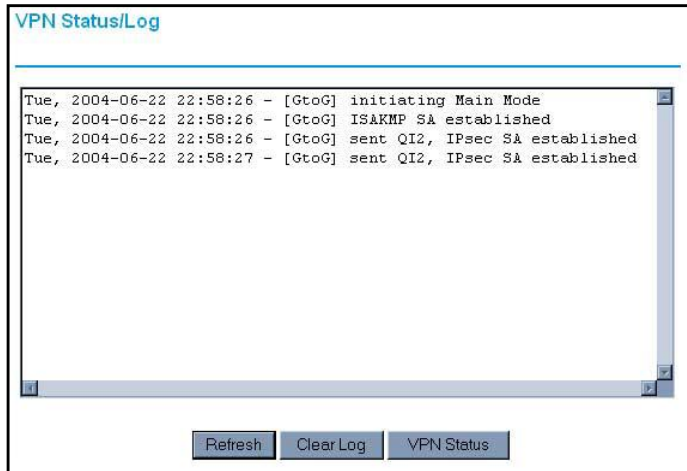 VPN Status/Log
Tue, 2004-06-22 22:58:26 - [GtoG] initiating Main Mode
Tue, 2004-06-22 22:58:26 - [GtoG] ISAKMP SA established
Tue, 2004-06-22 22:58:26 - [GtoG] sent QI2, IPsec SA established
Tue, 2004-06-22 22:58:27 - [GtoG] sent QI2, IPsec SA established
Refresh Clear Log VPN Status